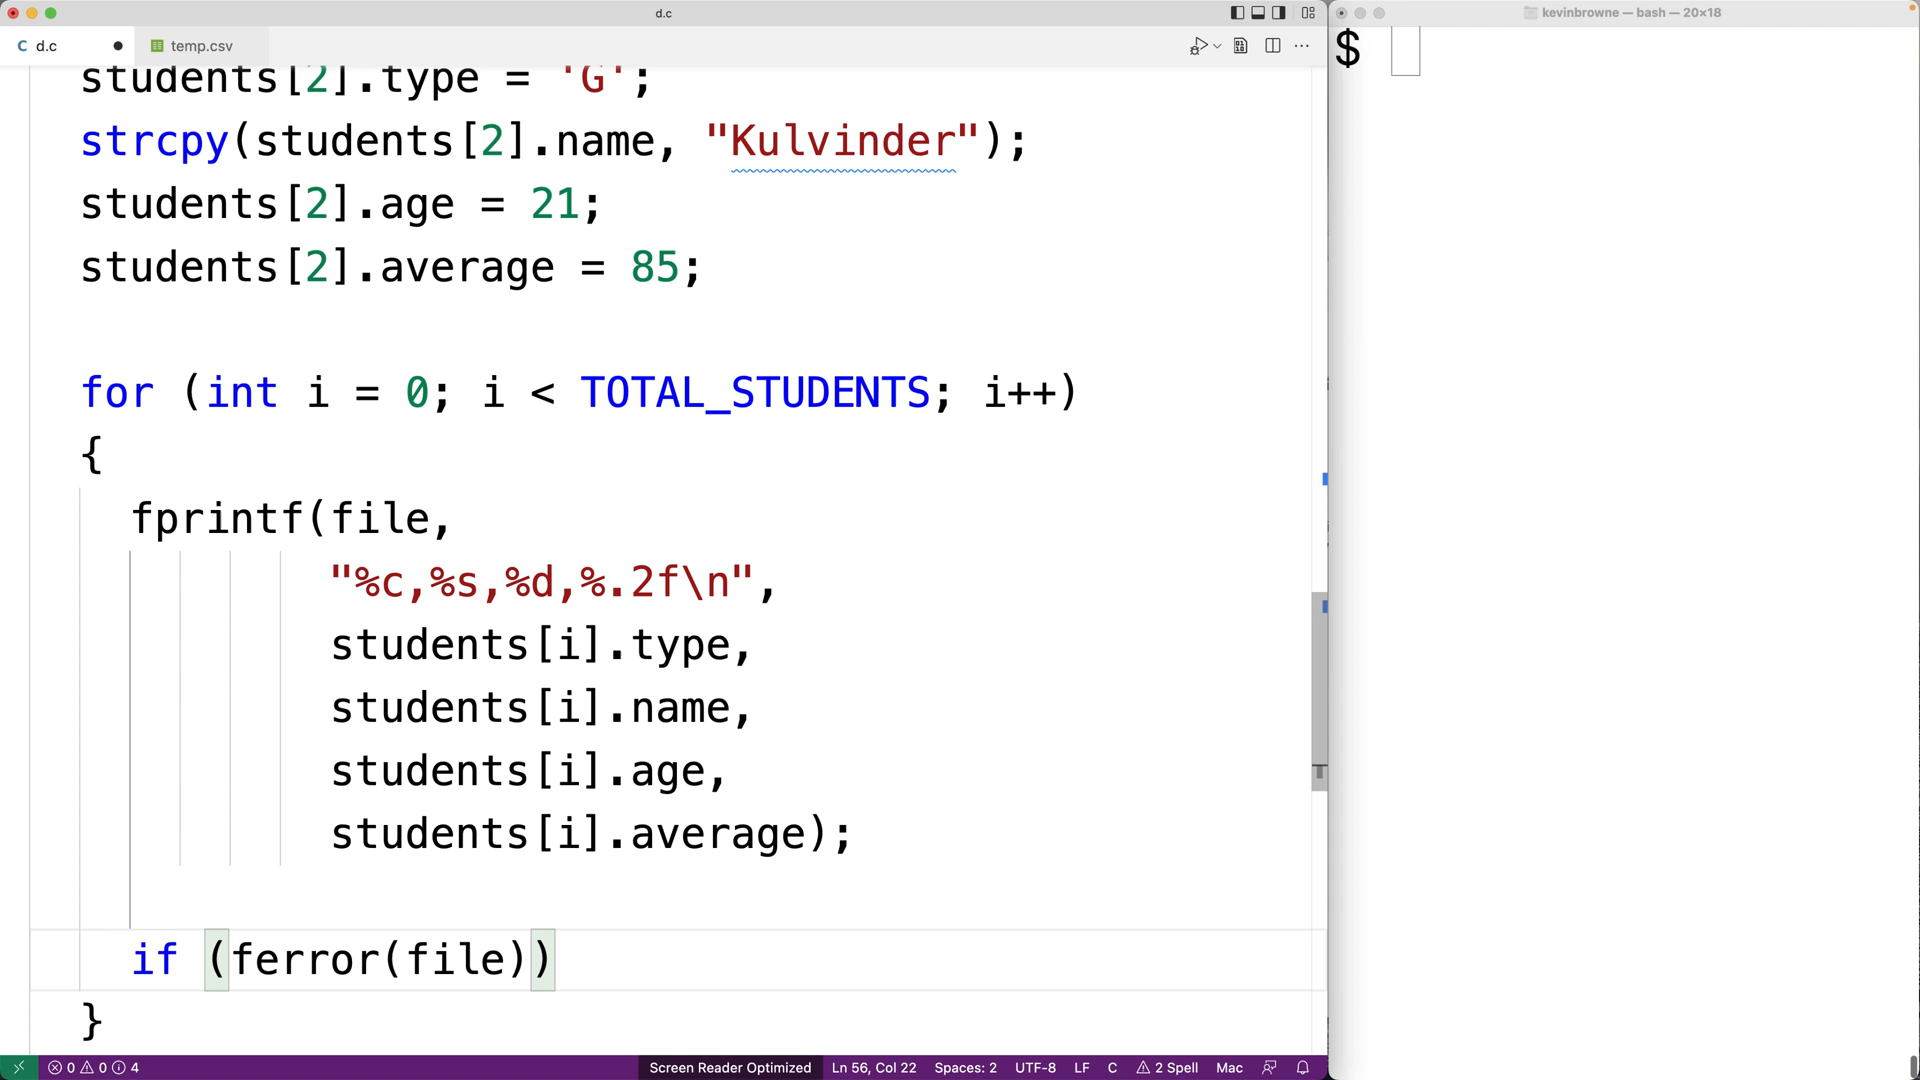 d.c
kevinbrowne — bash — 20×18
C d.c
temp.csv
$
students[2].type = 'G';
strcpy(students[2].name, "Kulvinder");
students[2].age = 21;
students[2].average = 85;
for (int i = 0; i < TOTAL_STUDENTS; i++)
{
fprintf(file,
"%c,%s,%d,%.2f\n",
students[i].type,
students[i].name,
students[i].age,
students[i].average);
if (ferror(file))
}
0 0 4 Screen Reader Optimized Ln 56, Col 22 Spaces: 2 UTF-8 LF C 2 Spell Mac